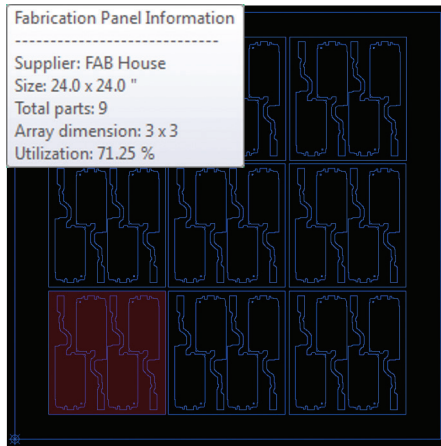 Fabrication Panel Information
-----------------------------
Supplier: FAB House
Size: 24.0 x 24.0 "
Total parts: 9
Array dimension: 3 x 3
Utilization: 71.25 %